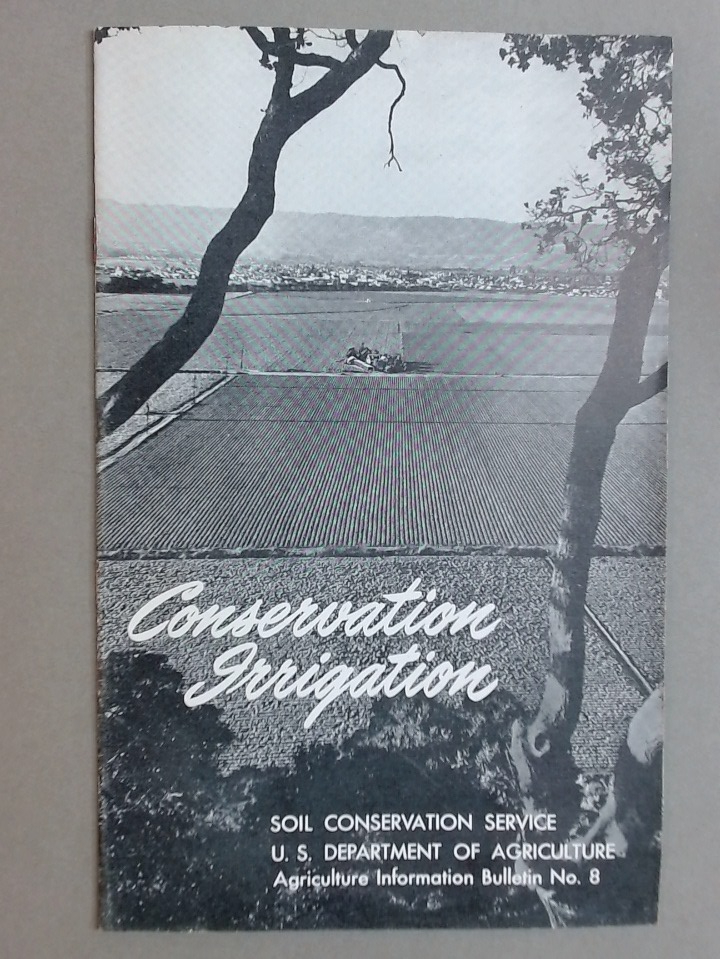 Conservation
Irrigation
SOIL CONSERVATION SERVICE
U. S. DEPARTMENT OF AGRICULTURE
Agriculture Information Bulletin No. 8